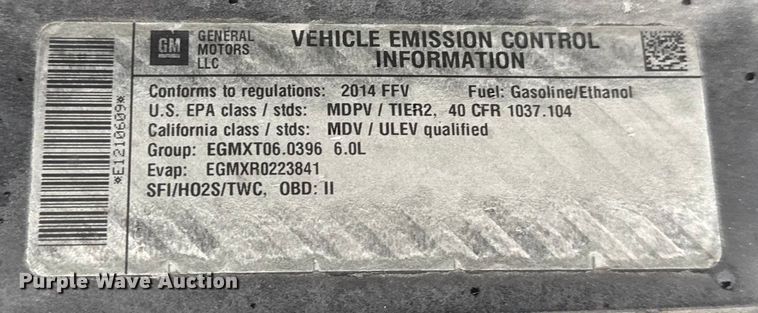 GM
GENERAL
MOTORS
LLC
VEHICLE EMISSION CONTROL
INFORMATION
Conforms to regulations: 2014 FFV Fuel: Gasoline/Ethanol
U.S. EPA class / stds: MDPV / TIER2, 40 CFR 1037.104
California class / stds: MDV / ULEV qualified
Group: EGMXT06.0396 6.0L
Evap: EGMXR0223841
SFI/HO2S/TWC, OBD: II
*E1210609*
Purple Wave Auction